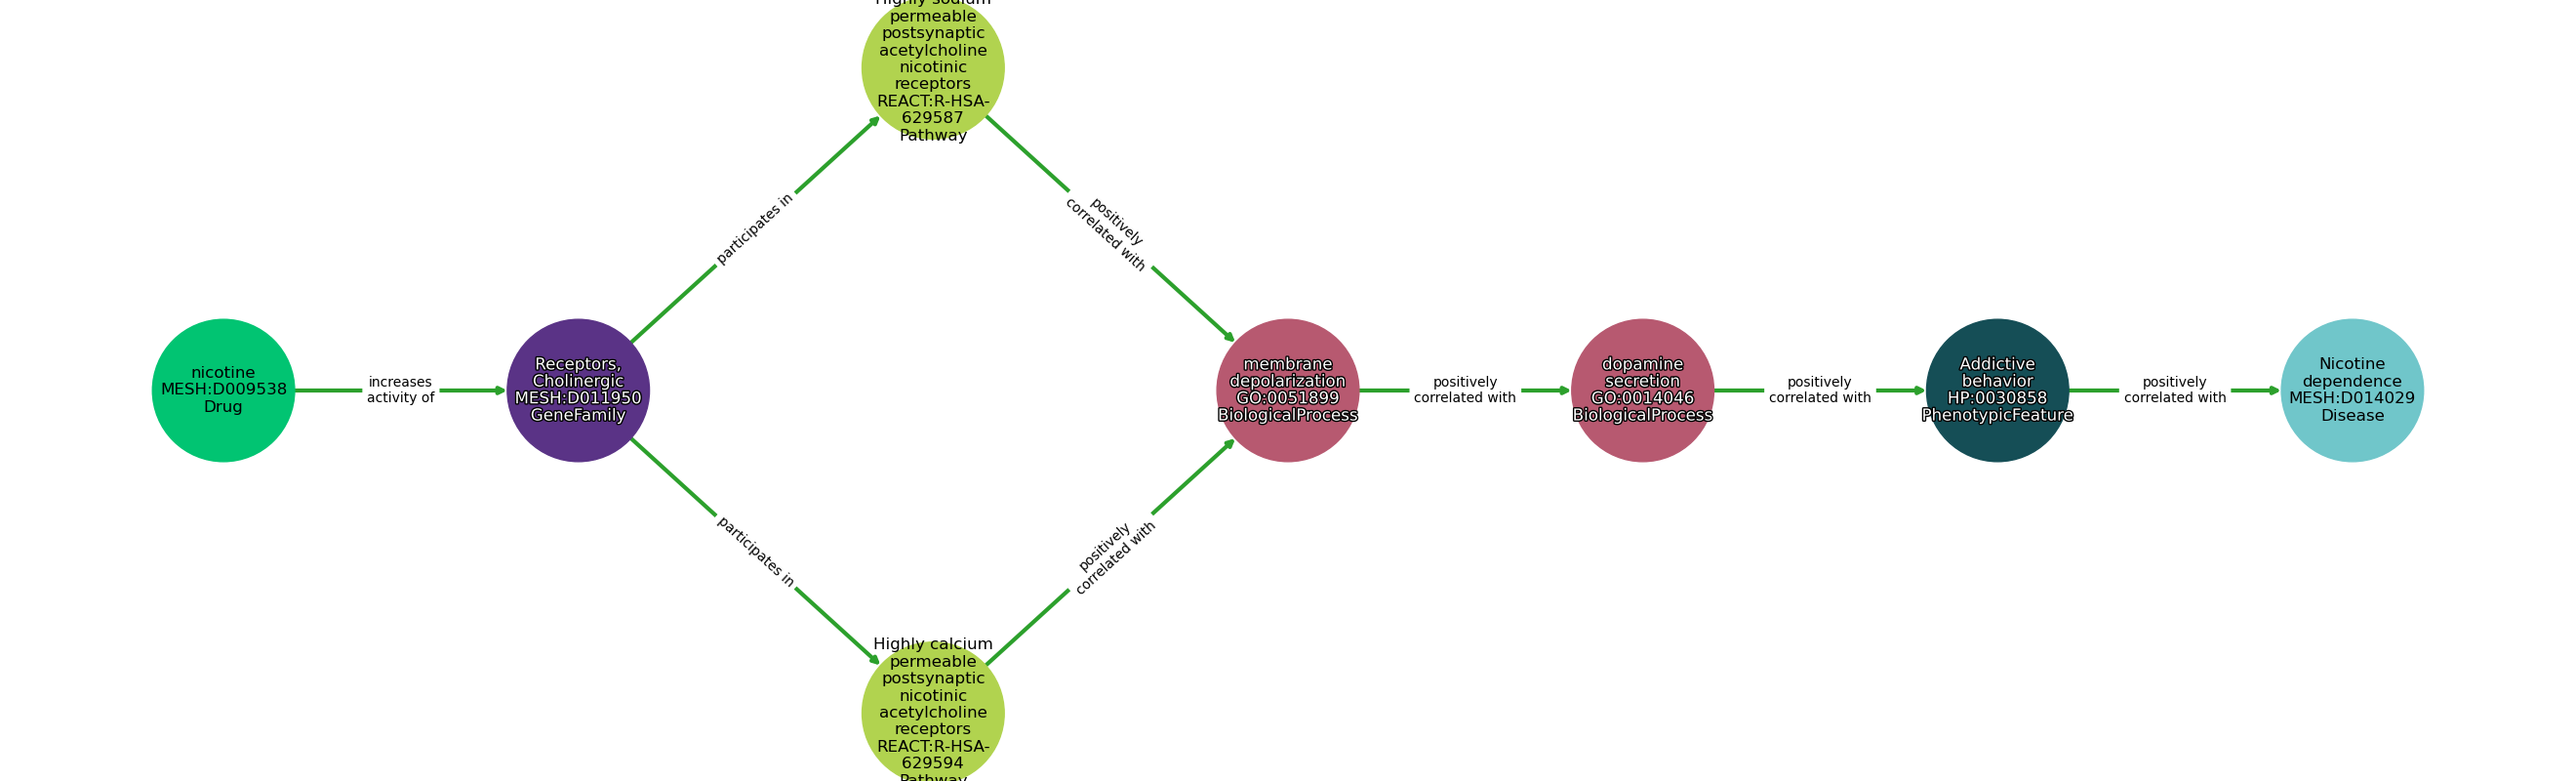 Highly sodium
permeable
postsynaptic
acetylcholine
nicotinic
receptors
REACT:R-HSA-
629587
Pathway
participates in
positively
correlated with
nicotine
MESH:D009538
Drug
increases
activity of
Receptors,
Cholinergic
MESH:D011950
GeneFamily
membrane
depolarization
GO:0051899
BiologicalProcess
positively
correlated with
dopamine
secretion
GO:0014046
BiologicalProcess
positively
correlated with
Addictive
behavior
HP:0030858
PhenotypicFeature
positively
correlated with
Nicotine
dependence
MESH:D014029
Disease
participates in
positively
correlated with
Highly calcium
permeable
postsynaptic
nicotinic
acetylcholine
receptors
REACT:R-HSA-
629594
Pathway